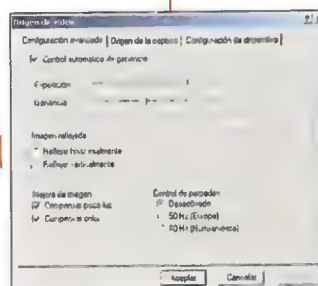 Origen de vídeo
Configuración avanzada | Origen de la captura | Configuración de dispositivo
Control automático de ganancia
Exposición
Ganancia
Imagen reflejada
Reflejar horizontalmente
Reflejar verticalmente
Mejora de imagen
Compensar poca luz
Compensar color
Control de parpadeo
Desactivado
50 Hz (Europa)
60 Hz (Norteamérica)
Aceptar
Cancelar